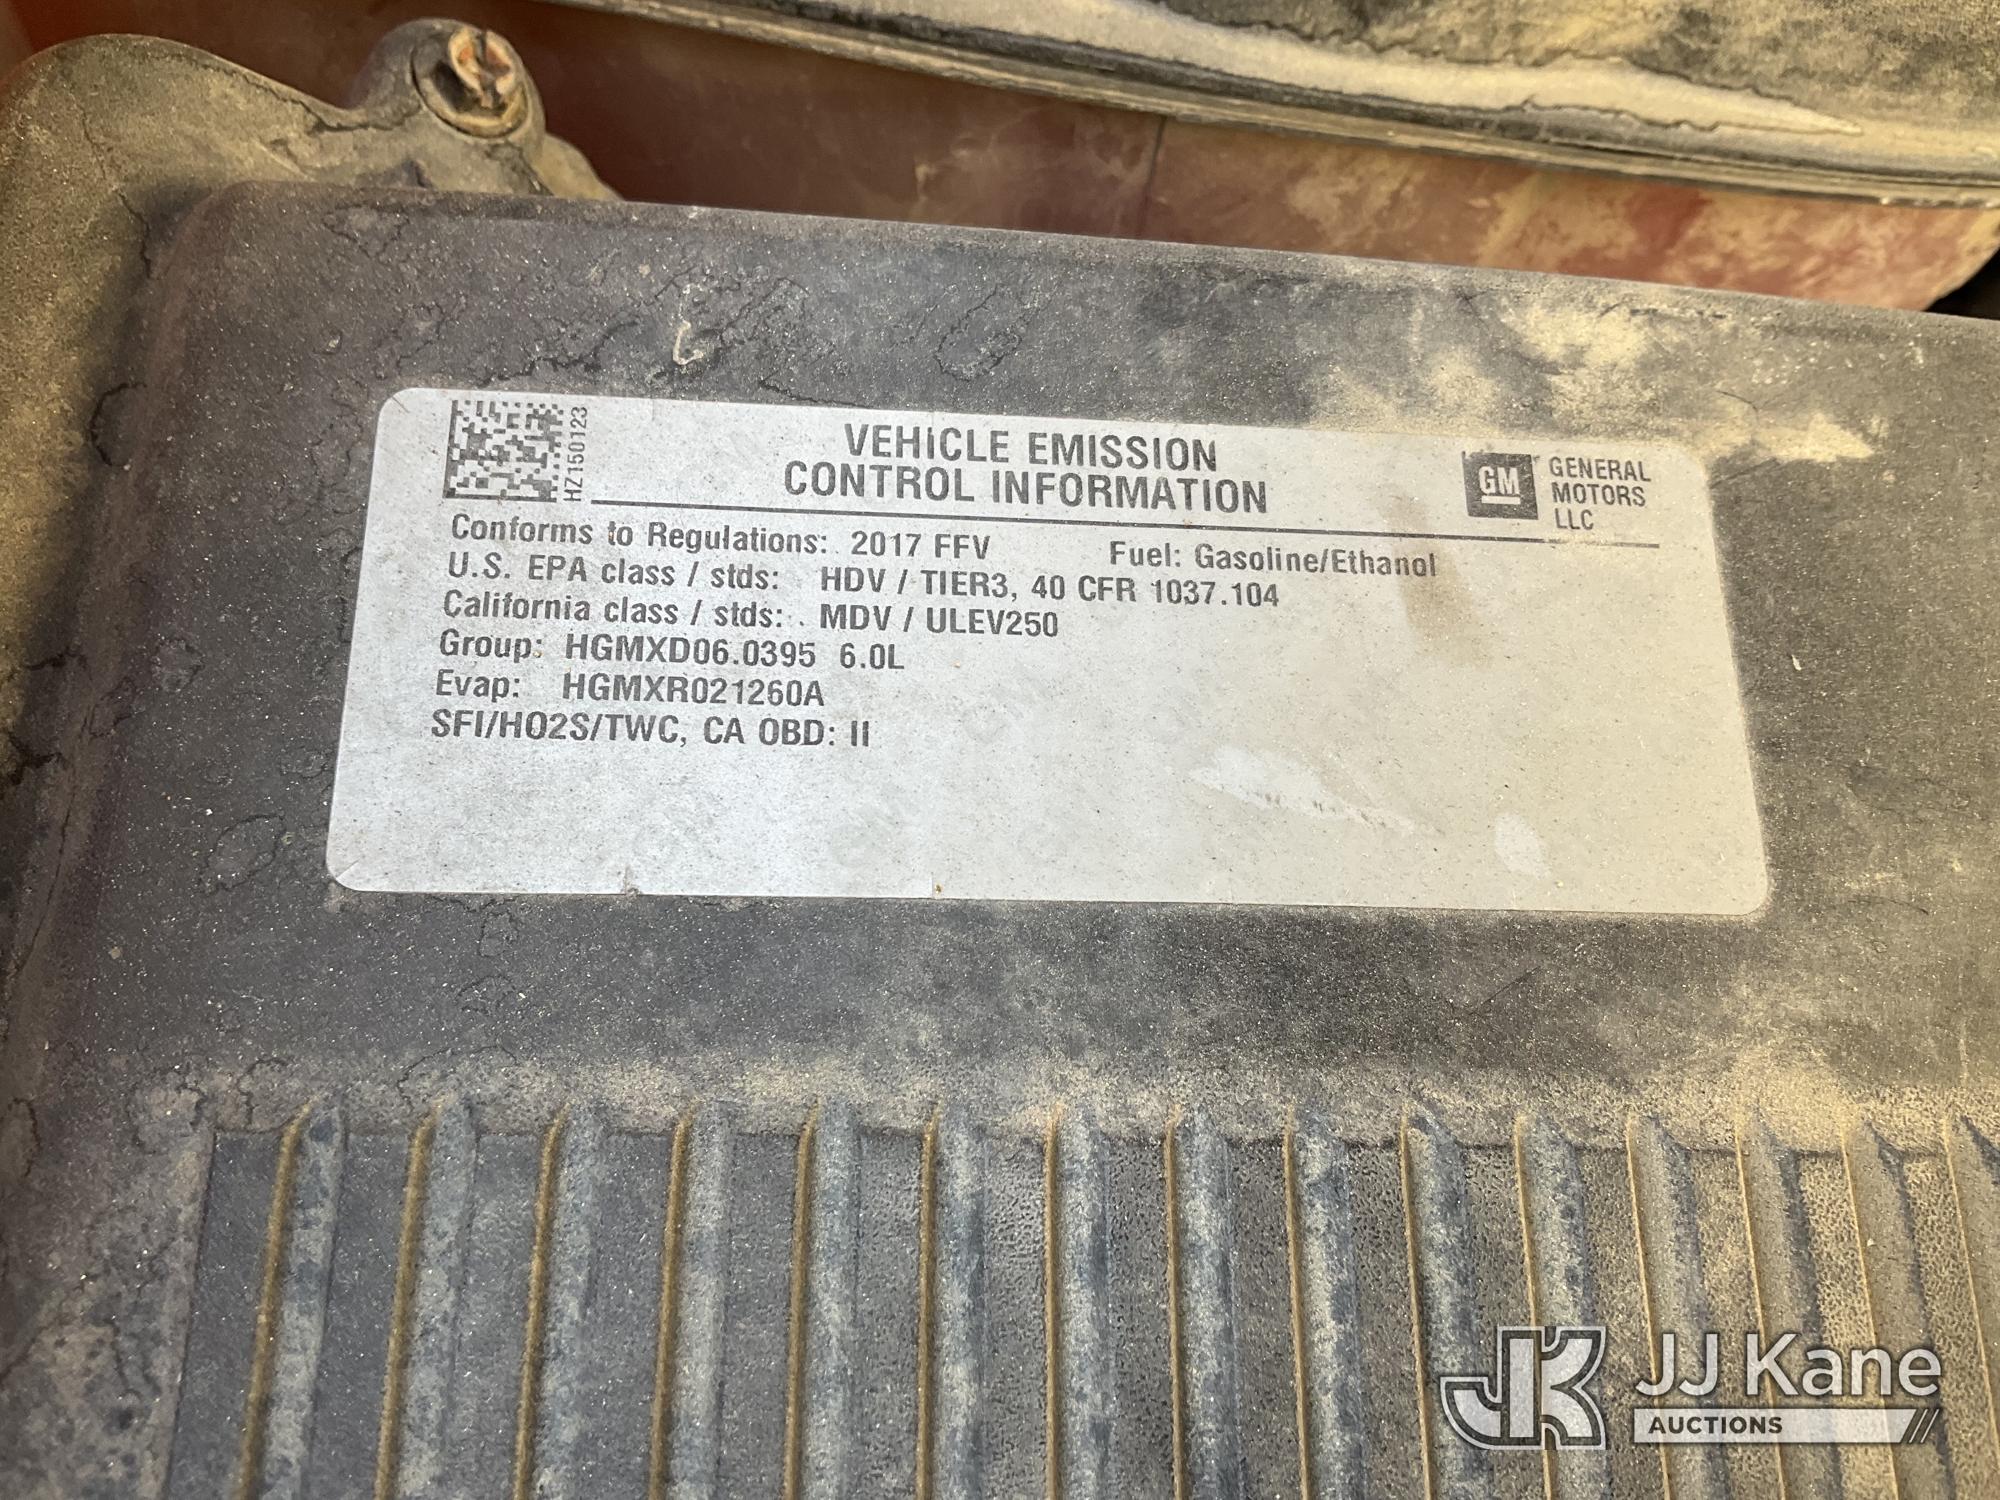 HZ150123
VEHICLE EMISSION
CONTROL INFORMATION
GM
GENERAL
MOTORS
LLC
Conforms to Regulations: 2017 FFV Fuel: Gasoline/Ethanol
U.S. EPA class / stds: HDV / TIER3, 40 CFR 1037.104
California class / stds: MDV / ULEV250
Group: HGMXD06.0395 6.0L
Evap: HGMXR021260A
SFI/HO2S/TWC, CA OBD: II
JK
JJ Kane
AUCTIONS